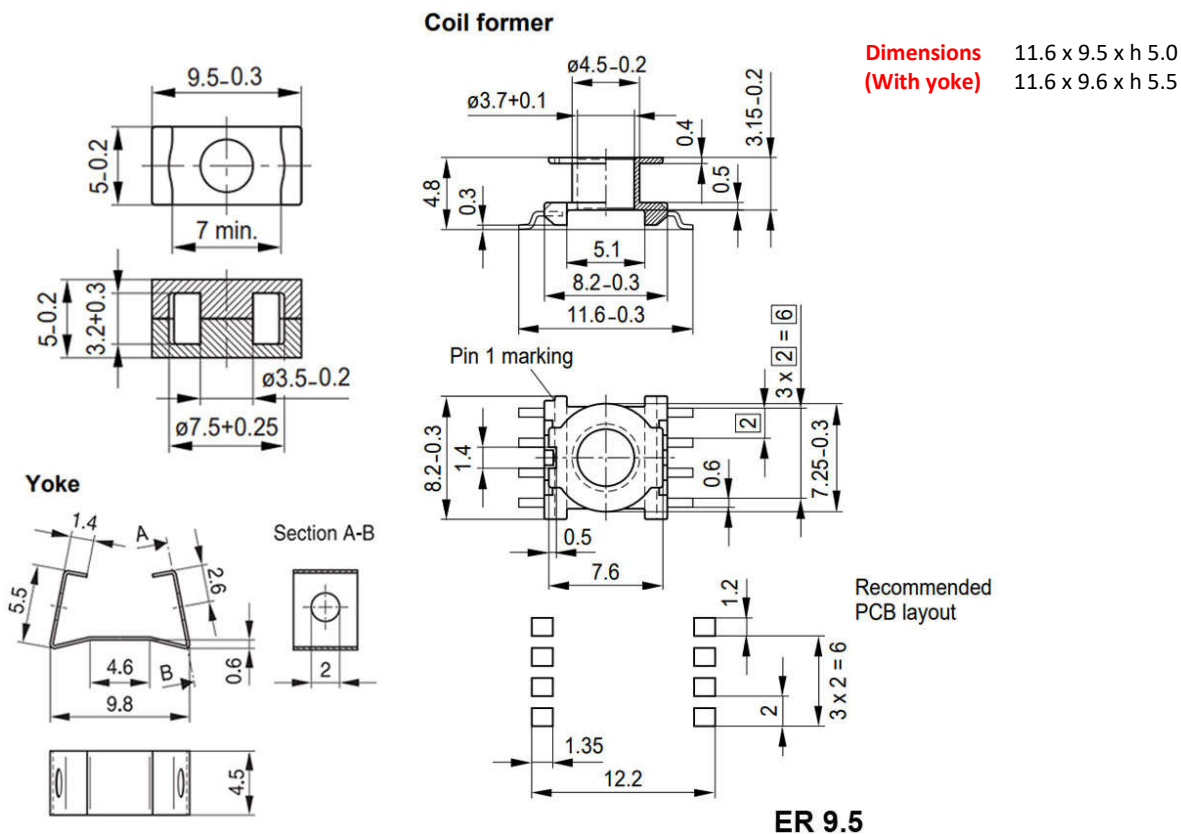 Coil former
Dimensions 11.6 x 9.5 x h 5.0
(With yoke) 11.6 x 9.6 x h 5.5
9.5-0.3
5-0.2
7 min.
5-0.2
3.2+0.3
ø3.5-0.2
ø7.5+0.25
ø4.5-0.2
ø3.7+0.1
0.4
3.15-0.2
4.8
0.3
0.5
5.1
8.2-0.3
11.6-0.3
Pin 1 marking
3 x 2 = 6
2
8.2-0.3
1.4
0.6
7.25-0.3
0.5
7.6
Yoke
1.4
A
Section A-B
5.5
2.6
4.6
B
0.6
2
9.8
4.5
Recommended
PCB layout
1.2
3 x 2 = 6
2
1.35
12.2
ER 9.5